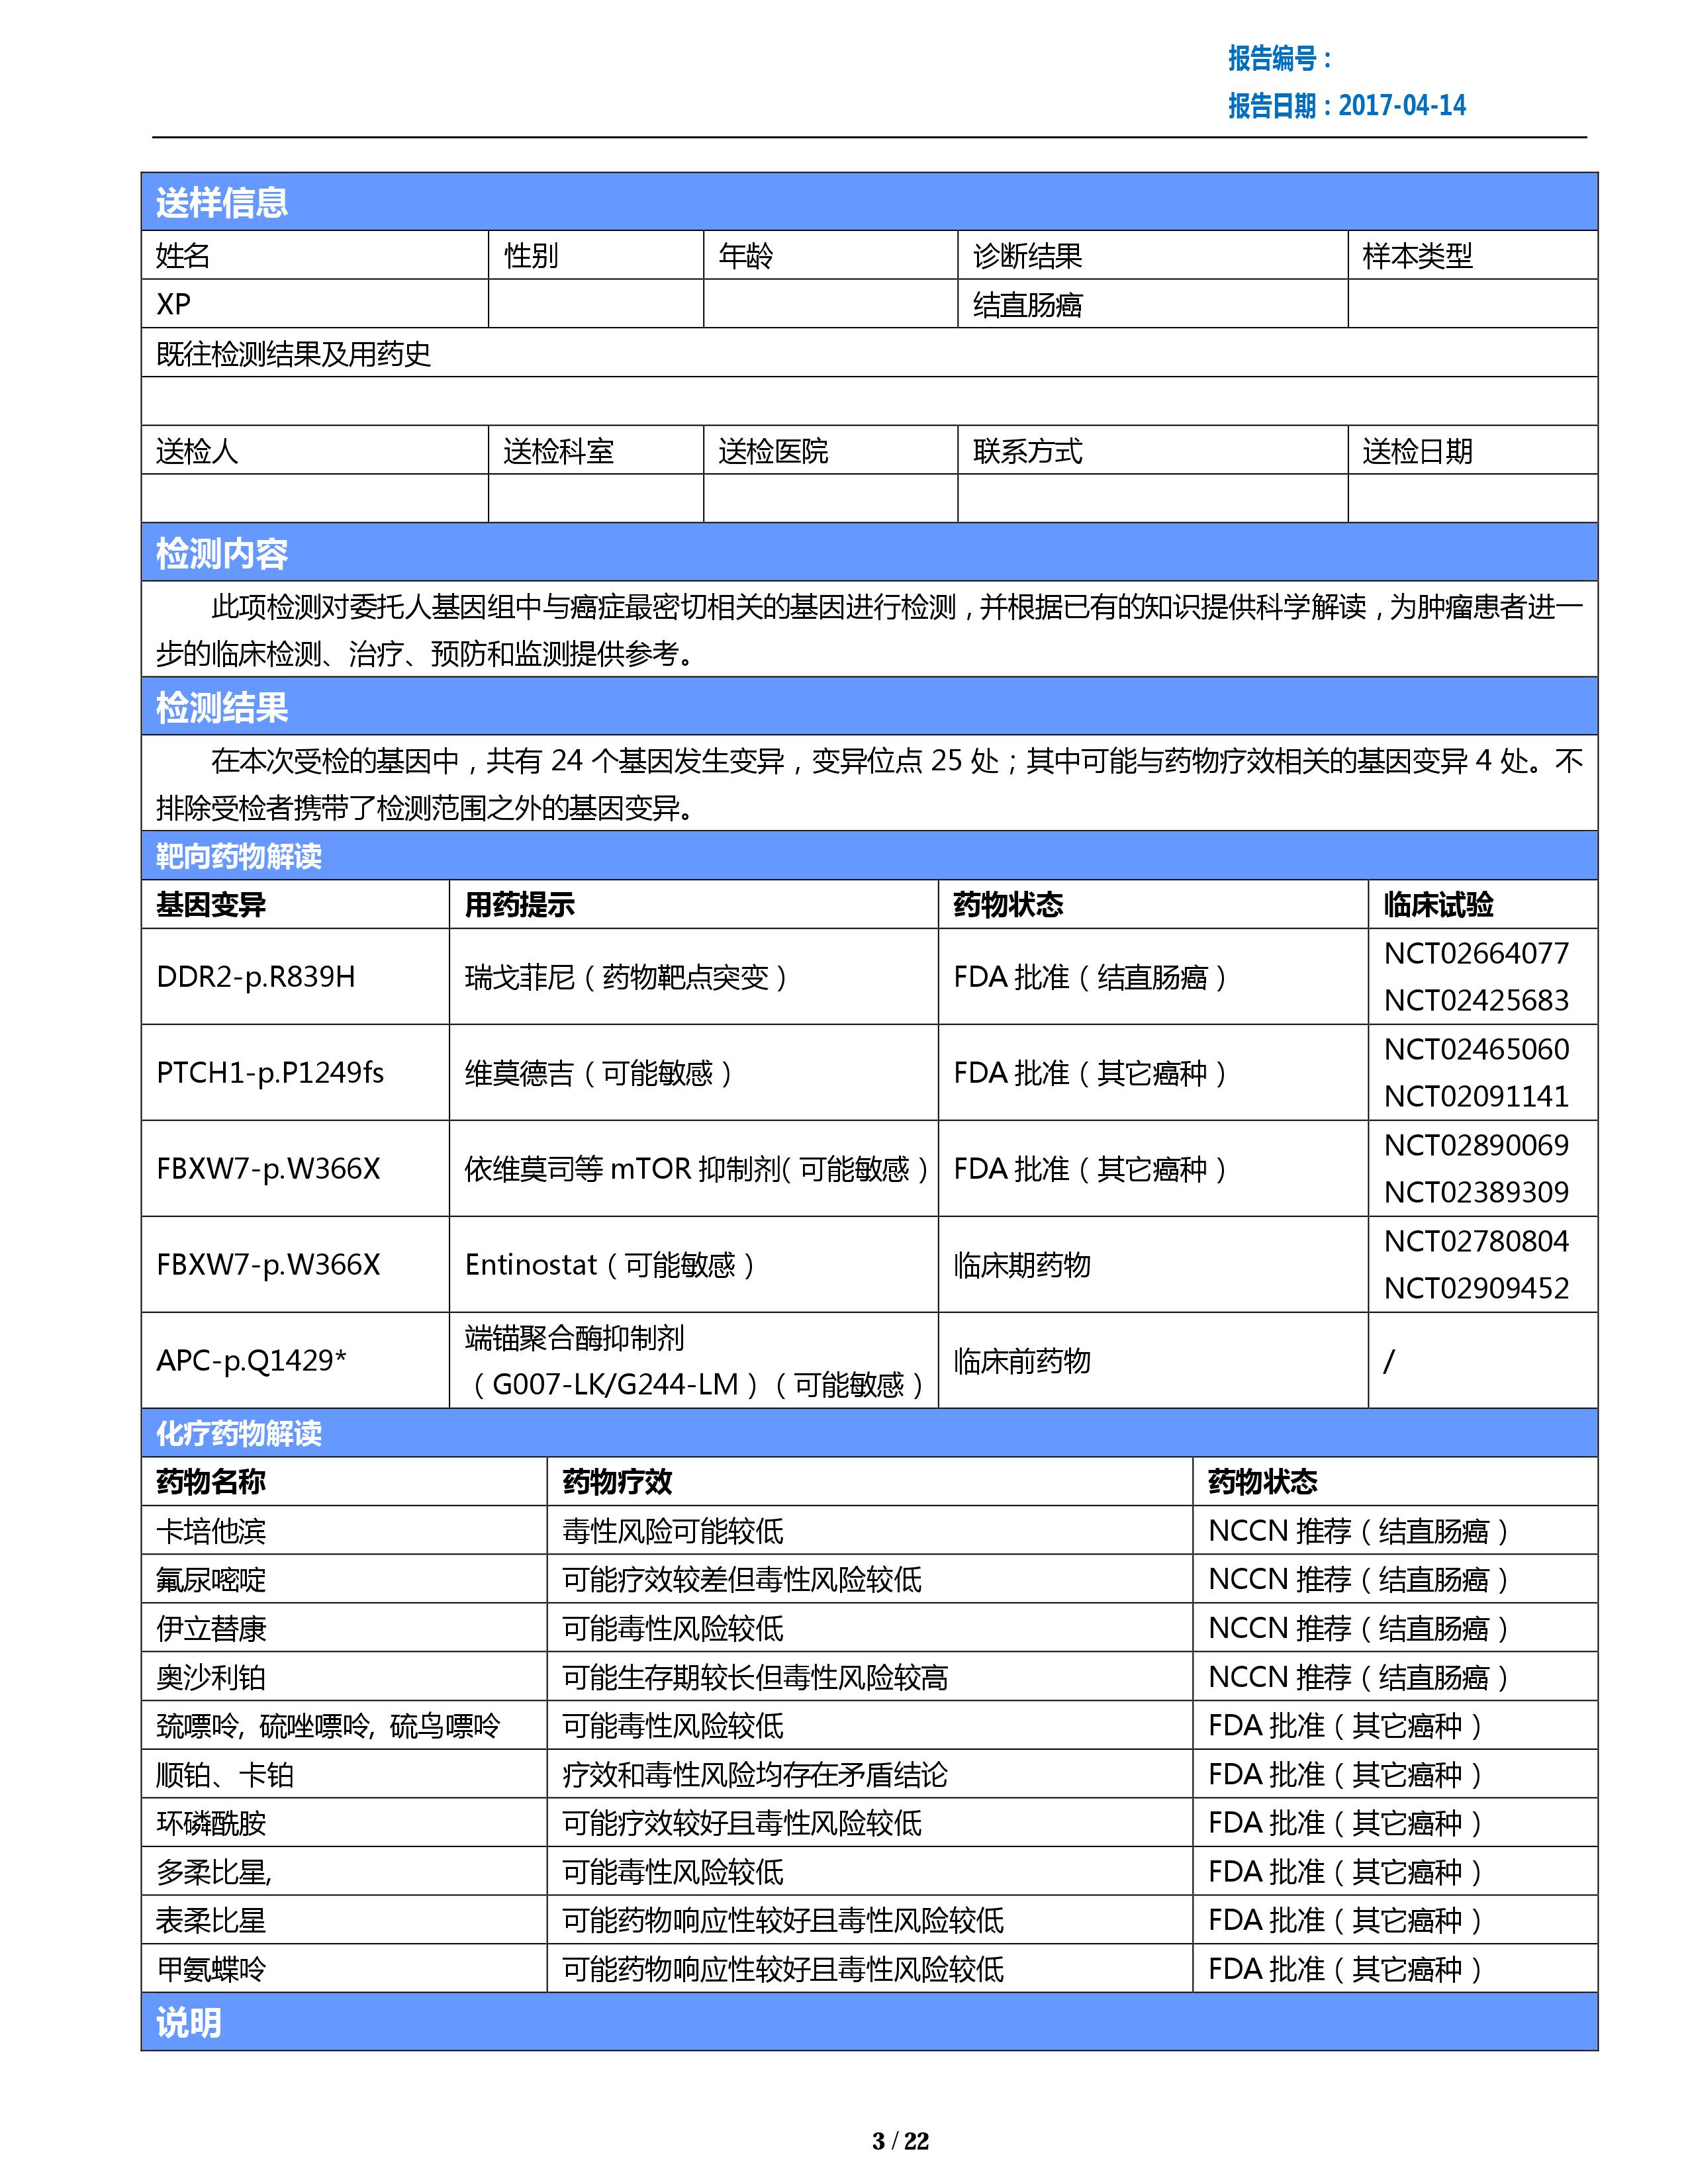 报告编号：
报告日期：2017-04-14
送样信息
姓名 性别 年龄 诊断结果 样本类型
XP 结直肠癌
既往检测结果及用药史
送检人 送检科室 送检医院 联系方式 送检日期
检测内容
此项检测对委托人基因组中与癌症最密切相关的基因进行检测，并根据已有的知识提供科学解读，为肿瘤患者进一
步的临床检测、治疗、预防和监测提供参考。
检测结果
在本次受检的基因中，共有 24 个基因发生变异，变异位点 25 处；其中可能与药物疗效相关的基因变异 4 处。不
排除受检者携带了检测范围之外的基因变异。
靶向药物解读
基因变异 用药提示 药物状态 临床试验
DDR2-p.R839H 瑞戈菲尼（药物靶点突变） FDA 批准（结直肠癌） NCT02664077
NCT02425683
PTCH1-p.P1249fs 维莫德吉（可能敏感） FDA 批准（其它癌种） NCT02465060
NCT02091141
FBXW7-p.W366X 依维莫司等 mTOR 抑制剂（可能敏感） FDA 批准（其它癌种） NCT02890069
NCT02389309
FBXW7-p.W366X Entinostat（可能敏感） 临床期药物 NCT02780804
NCT02909452
APC-p.Q1429* 端锚聚合酶抑制剂
（G007-LK/G244-LM）（可能敏感） 临床前药物 /
化疗药物解读
药物名称 药物疗效 药物状态
卡培他滨 毒性风险可能较低 NCCN 推荐（结直肠癌）
氟尿嘧啶 可能疗效较差但毒性风险较低 NCCN 推荐（结直肠癌）
伊立替康 可能毒性风险较低 NCCN 推荐（结直肠癌）
奥沙利铂 可能生存期较长但毒性风险较高 NCCN 推荐（结直肠癌）
巯嘌呤, 硫唑嘌呤, 硫鸟嘌呤 可能毒性风险较低 FDA 批准（其它癌种）
顺铂、卡铂 疗效和毒性风险均存在矛盾结论 FDA 批准（其它癌种）
环磷酰胺 可能疗效较好且毒性风险较低 FDA 批准（其它癌种）
多柔比星, 可能毒性风险较低 FDA 批准（其它癌种）
表柔比星 可能药物响应性较好且毒性风险较低 FDA 批准（其它癌种）
甲氨蝶呤 可能药物响应性较好且毒性风险较低 FDA 批准（其它癌种）
说明
3 / 22